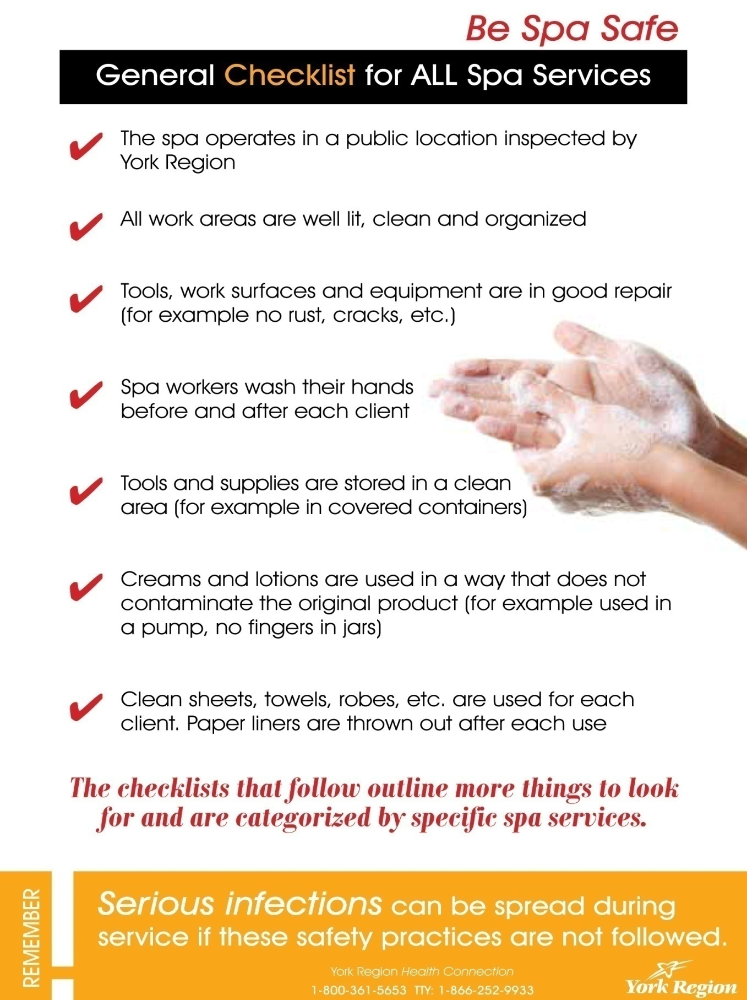 Be Spa Safe
General Checklist for ALL Spa Services
The spa operates in a public location inspected by
York Region
All work areas are well lit, clean and organized
Tools, work surfaces and equipment are in good repair
(for example no rust, cracks, etc.)
Spa workers wash their hands
before and after each client
Tools and supplies are stored in a clean
area (for example in covered containers)
Creams and lotions are used in a way that does not
contaminate the original product (for example used in
a pump, no fingers in jars)
Clean sheets, towels, robes, etc. are used for each
client. Paper liners are thrown out after each use
The checklists that follow outline more things to look
for and are categorized by specific spa services.
REMEMBER
Serious infections can be spread during
service if these safety practices are not followed.
York Region Health Connection
1-800-361-5653 TTY: 1-866-252-9933
York Region